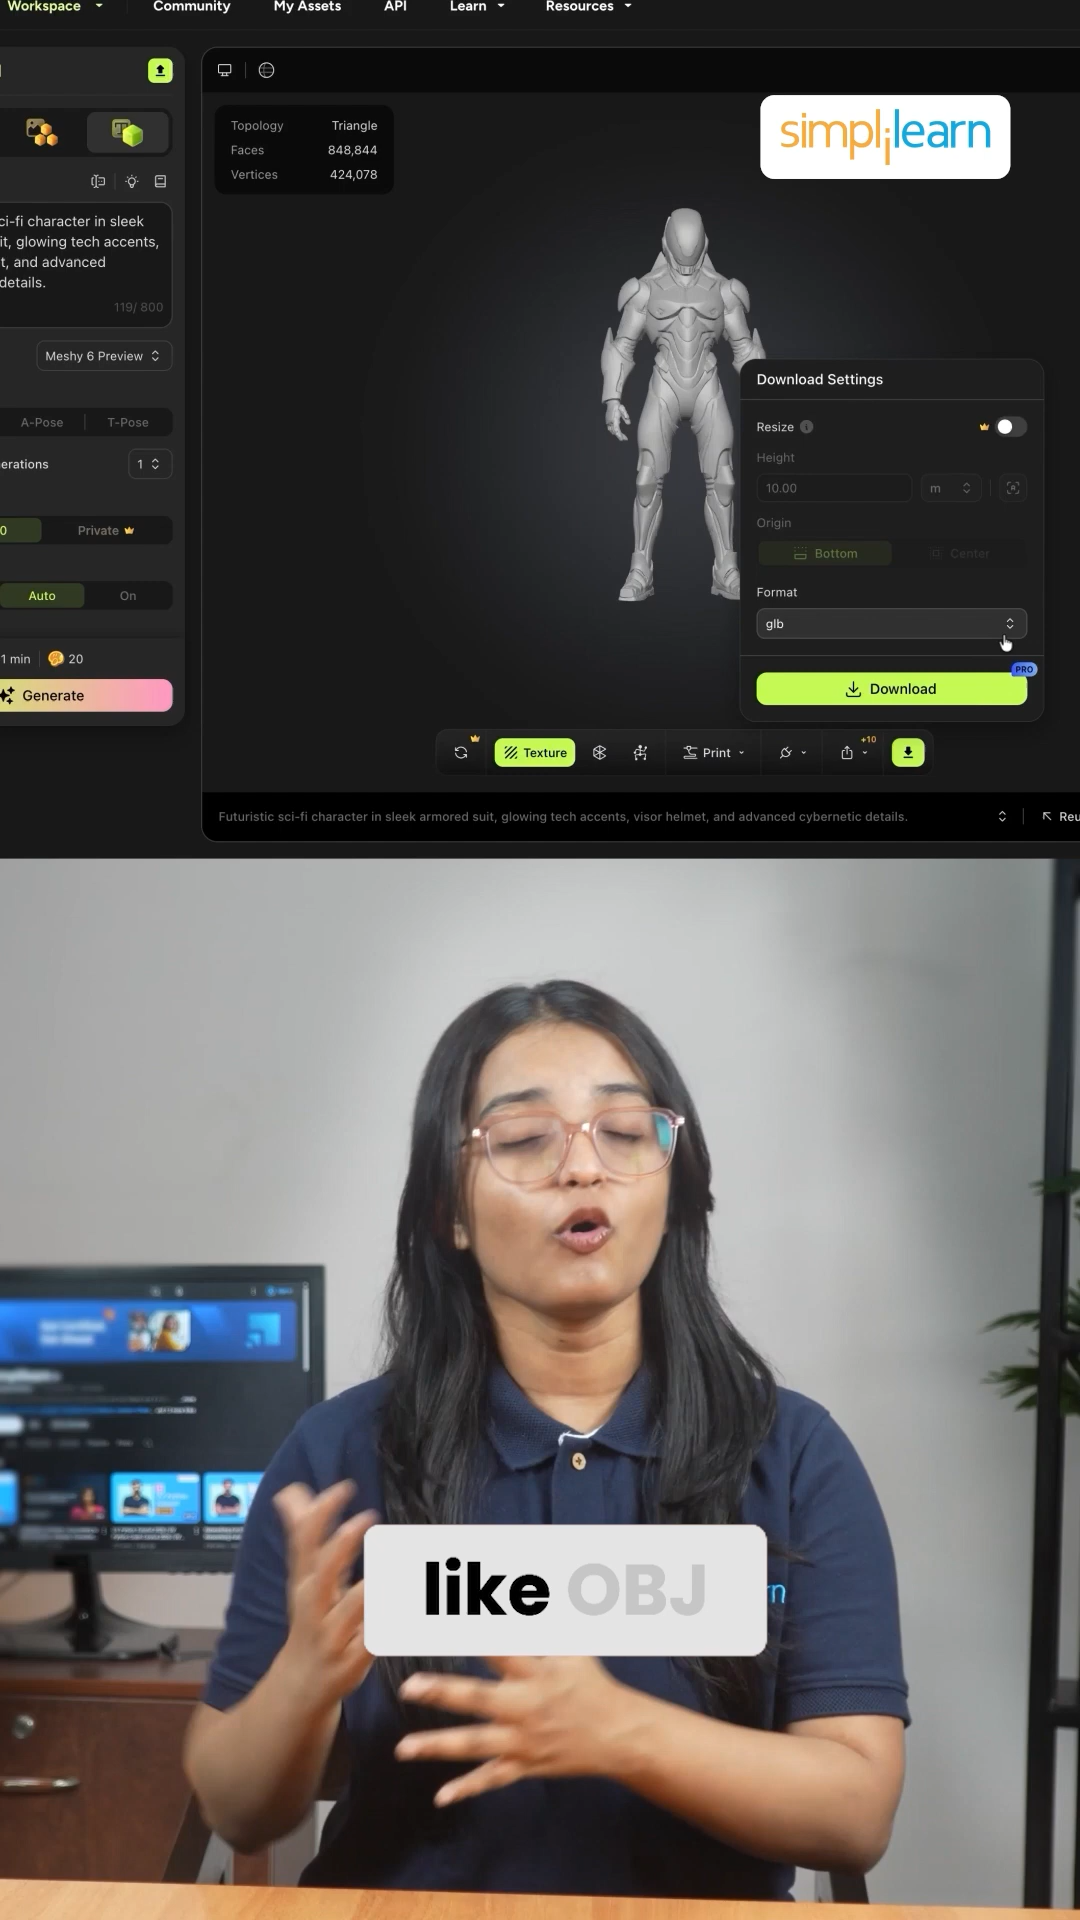 Workspace
Community
My Assets
API
Learn
Resources
Topology Triangle
Faces 848,844
Vertices 424,078
simplilearn
ci-fi character in sleek
it, glowing tech accents,
t, and advanced
details.
119/ 800
Meshy 6 Preview
A-Pose
T-Pose
erations
1
0
Private
Auto
On
1 min
20
Generate
Download Settings
Resize
Height
10.00
m
Origin
Bottom
Center
Format
glb
PRO
Download
Texture
Print
+10
Futuristic sci-fi character in sleek armored suit, glowing tech accents, visor helmet, and advanced cybernetic details.
Reu
like OBJ
rn